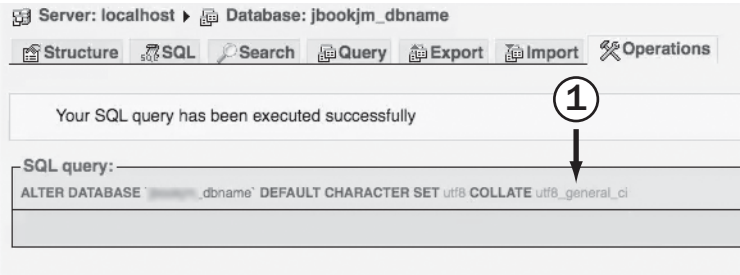 Server: localhost Database: jbookjm_dbname
Structure SQL Search Query Export Import Operations
1
Your SQL query has been executed successfully
SQL query:
ALTER DATABASE `_dbname` DEFAULT CHARACTER SET utf8 COLLATE utf8_general_ci